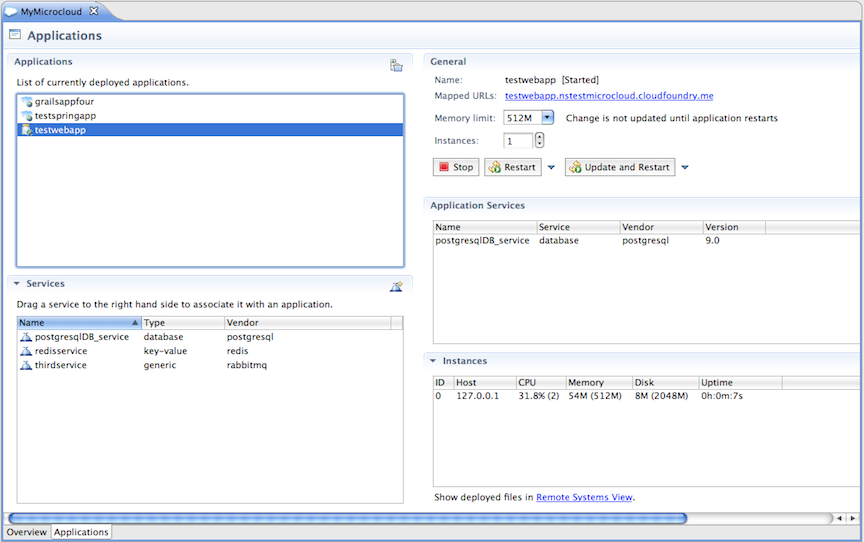 MyMicrocloud
Applications
Applications
List of currently deployed applications.
grailsappfour
testspringapp
testwebapp
Services
Drag a service to the right hand side to associate it with an application.
Name Type Vendor
postgresqlDB_service database postgresql
redisservice key-value redis
thirdservice generic rabbitmq
General
Name: testwebapp [Started]
Mapped URLs: testwebapp.nstestmicrocloud.cloudfoundry.me
Memory limit: 512M Change is not updated until application restarts
Instances: 1
Stop Restart Update and Restart
Application Services
Name Service Vendor Version
postgresqlDB_service database postgresql 9.0
Instances
ID Host CPU Memory Disk Uptime
0 127.0.0.1 31.8% (2) 54M (512M) 8M (2048M) 0h:0m:7s
Show deployed files in Remote Systems View.
Overview Applications